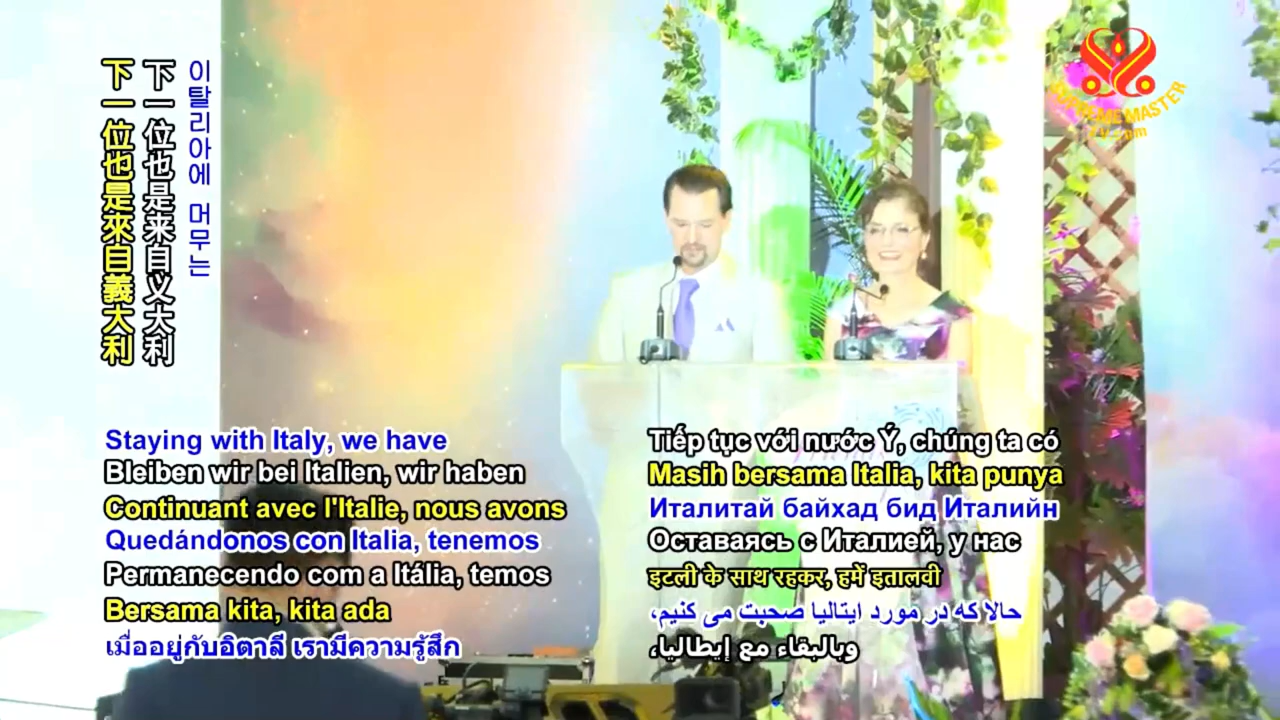 이탈리아에 머무는
下一位也是来自义大利
下一位也是來自義大利
SUPREME MASTER
TV.com
Staying with Italy, we have
Bleiben wir bei Italien, wir haben
Continuant avec l'Italie, nous avons
Quedándonos con Italia, tenemos
Permanecendo com a Itália, temos
Bersama kita, kita ada
เมื่ออยู่กับอิตาลี เรามีความรู้สึก
Tiếp tục với nước Ý, chúng ta có
Masih bersama Italia, kita punya
Италитай байхад бид Италийн
Оставаясь с Италией, у нас
इटली के साथ रहकर, हमें इतालवी
حالا که در مورد ایتالیا صحبت می کنیم،
وبالبقاء مع إيطاليا،